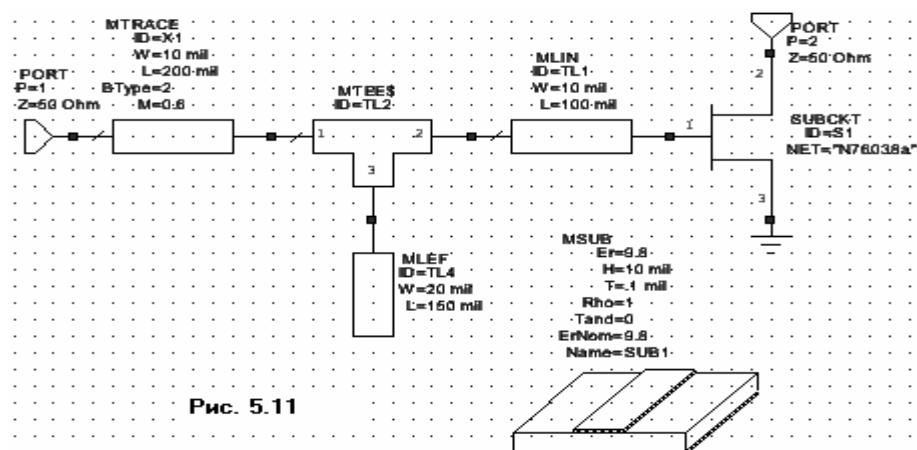 MTRACE
ID=X1
W=10 mil
L=200 mil
BType=2
M=0.6
PORT
P=1
Z=50 Ohm
MTEE$
ID=TL2
1
2
3
MLIN
ID=TL1
W=10 mil
L=100 mil
PORT
P=2
Z=50 Ohm
2
1
3
SUBCKT
ID=S1
NET="N76038a"
MLEF
ID=TL4
W=20 mil
L=150 mil
MSUB
Er=9.8
H=10 mil
T=.1 mil
Rho=1
Tand=0
ErNom=9.8
Name=SUB1
Рис. 5.11